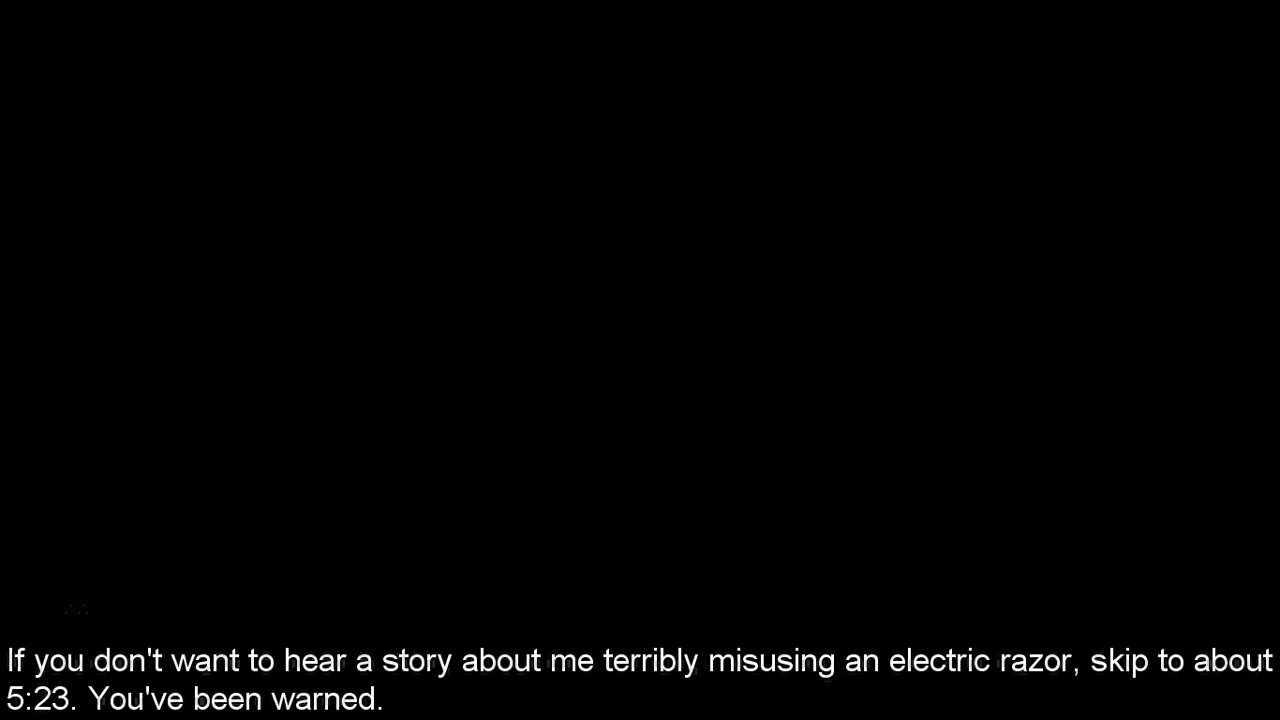 If you don't want to hear a story about me terribly misusing an electric razor, skip to about
5:23. You've been warned.